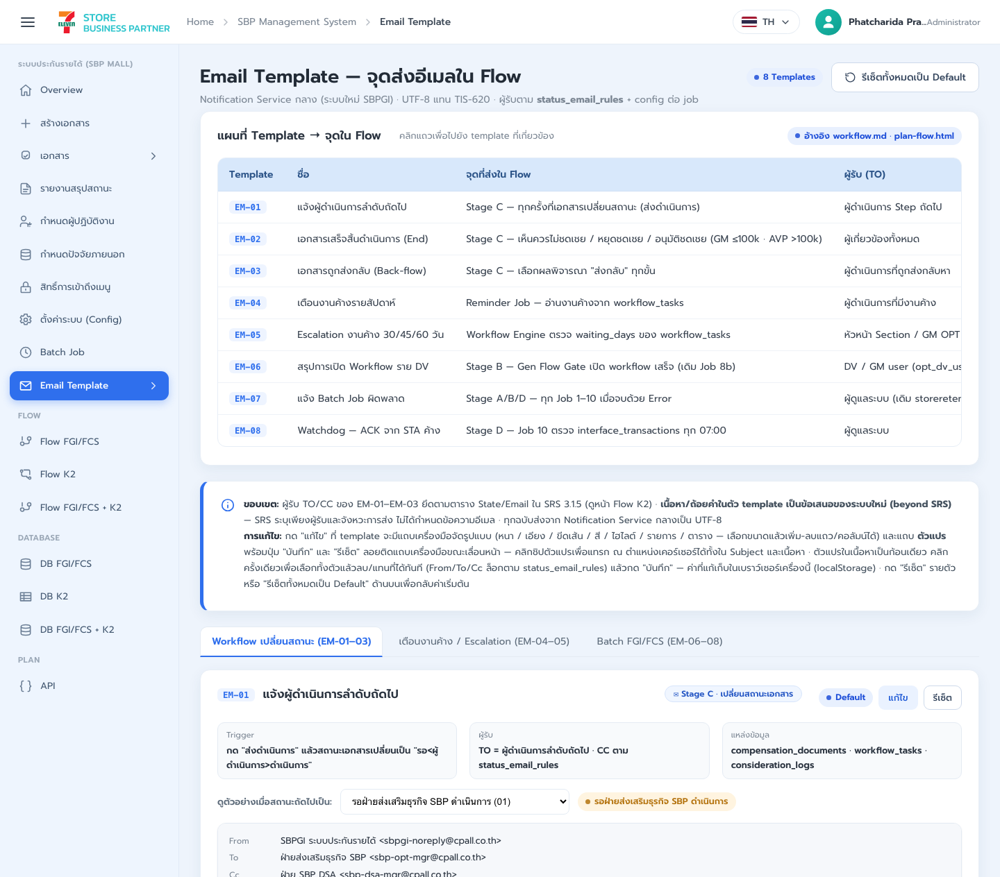 ELEVEN
STORE
BUSINESS PARTNER
Home
SBP Management System
Email Template
TH
Phatcharida Pra...
Administrator
ระบบประกันรายได้ (SBP MALL)
Overview
สร้างเอกสาร
เอกสาร
รายงานสรุปสถานะ
กำหนดผู้ปฏิบัติงาน
กำหนดปัจจัยภายนอก
สิทธิ์การเข้าถึงเมนู
ตั้งค่าระบบ (Config)
Batch Job
Email Template
FLOW
Flow FGI/FCS
Flow K2
Flow FGI/FCS + K2
DATABASE
DB FGI/FCS
DB K2
DB FGI/FCS + K2
PLAN
API
Email Template — จุดส่งอีเมลใน Flow
Notification Service กลาง (ระบบใหม่ SBPGI) · UTF-8 แทน TIS-620 · ผู้รับตาม status_email_rules + config ต่อ job
8 Templates
รีเซ็ตทั้งหมดเป็น Default
แผนที่ Template → จุดใน Flow
คลิกแถวเพื่อไปยัง template ที่เกี่ยวข้อง
อ้างอิง workflow.md · plan-flow.html
Template ชื่อ จุดที่ส่งใน Flow ผู้รับ (TO)
EM-01 แจ้งผู้ดำเนินการลำดับถัดไป Stage C — ทุกครั้งที่เอกสารเปลี่ยนสถานะ (ส่งดำเนินการ) ผู้ดำเนินการ Step ถัดไป
EM-02 เอกสารเสร็จสิ้นดำเนินการ (End) Stage C — เห็นควรไม่ชดเชย / หยุดชดเชย / อนุมัติชดเชย (GM ≤100k · AVP >100k) ผู้เกี่ยวข้องทั้งหมด
EM-03 เอกสารถูกส่งกลับ (Back-flow) Stage C — เลือกผลพิจารณา "ส่งกลับ" ทุกขั้น ผู้ดำเนินการที่ถูกส่งกลับหา
EM-04 เตือนงานค้างรายสัปดาห์ Reminder Job — อ่านงานค้างจาก workflow_tasks ผู้ดำเนินการที่มีงานค้าง
EM-05 Escalation งานค้าง 30/45/60 วัน Workflow Engine ตรวจ waiting_days ของ workflow_tasks หัวหน้า Section / GM OPT
EM-06 สรุปการเปิด Workflow ราย DV Stage B — Gen Flow Gate เปิด workflow เสร็จ (เดิม Job 8b) DV / GM user (opt_dv_us
EM-07 แจ้ง Batch Job ผิดพลาด Stage A/B/D — ทุก Job 1–10 เมื่อจบด้วย Error ผู้ดูแลระบบ (เดิม storereter
EM-08 Watchdog — ACK จาก STA ค้าง Stage D — Job 10 ตรวจ interface_transactions ทุก 07:00 ผู้ดูแลระบบ
ขอบเขต: ผู้รับ TO/CC ของ EM-01–EM-03 ยึดตามตาราง State/Email ใน SRS 3.1.5 (ดูหน้า Flow K2) · เนื้อหา/ถ้อยคำในตัว template เป็นข้อเสนอของระบบใหม่ (beyond SRS)
— SRS ระบุเพียงผู้รับและจังหวะการส่ง ไม่ได้กำหนดข้อความอีเมล · ทุกฉบับส่งจาก Notification Service กลางเป็น UTF-8
การแก้ไข: กด "แก้ไข" ที่ template จะมีแถบเครื่องมือจัดรูปแบบ (หนา / เอียง / ขีดเส้น / สี / ไฮไลต์ / รายการ / ตาราง — เลือกขนาดแล้วเพิ่ม-ลบแถว/คอลัมน์ได้) และแถบ ตัวแปร
พร้อมปุ่ม "บันทึก" และ "รีเซ็ต" ลอยติดแถบเครื่องมือขณะเลื่อนหน้า — คลิกชิปตัวแปรเพื่อแทรก ณ ตำแหน่งเคอร์เซอร์ได้ทั้งใน Subject และเนื้อหา · ตัวแปรในเนื้อหาเป็นก้อนเดียว คลิก
ครั้งเดียวเพื่อเลือกทั้งตัวแล้วลบ/แทนที่ได้ทันที (From/To/Cc ล็อกตาม status_email_rules) แล้วกด "บันทึก" — ค่าที่แก้เก็บในเบราว์เซอร์เครื่องนี้ (localStorage) · กด "รีเซ็ต" รายตัว
หรือ "รีเซ็ตทั้งหมดเป็น Default" ด้านบนเพื่อกลับค่าเริ่มต้น
Workflow เปลี่ยนสถานะ (EM-01–03)
เตือนงานค้าง / Escalation (EM-04–05)
Batch FGI/FCS (EM-06–08)
EM-01 แจ้งผู้ดำเนินการลำดับถัดไป
✉ Stage C · เปลี่ยนสถานะเอกสาร
Default
แก้ไข
รีเซ็ต
Trigger
กด "ส่งดำเนินการ" แล้วสถานะเอกสารเปลี่ยนเป็น "รอ<ผู้
ดำเนินการ>ดำเนินการ"
ผู้รับ
TO = ผู้ดำเนินการลำดับถัดไป · CC ตาม
status_email_rules
แหล่งข้อมูล
compensation_documents · workflow_tasks ·
consideration_logs
ดูตัวอย่างเมื่อสถานะถัดไปเป็น:
รอฝ่ายส่งเสริมธุรกิจ SBP ดำเนินการ (01)
รอฝ่ายส่งเสริมธุรกิจ SBP ดำเนินการ
From SBPGI ระบบประกันรายได้ <sbpgi-noreply@cpall.co.th>
To ฝ่ายส่งเสริมธุรกิจ SBP <sbp-opt-mgr@cpall.co.th>
Cc ฝ่าย SBP DSA <sbp-dsa-mgr@cpall.co.th>